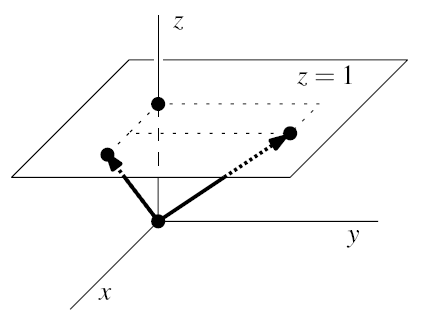 z
z = 1
y
x